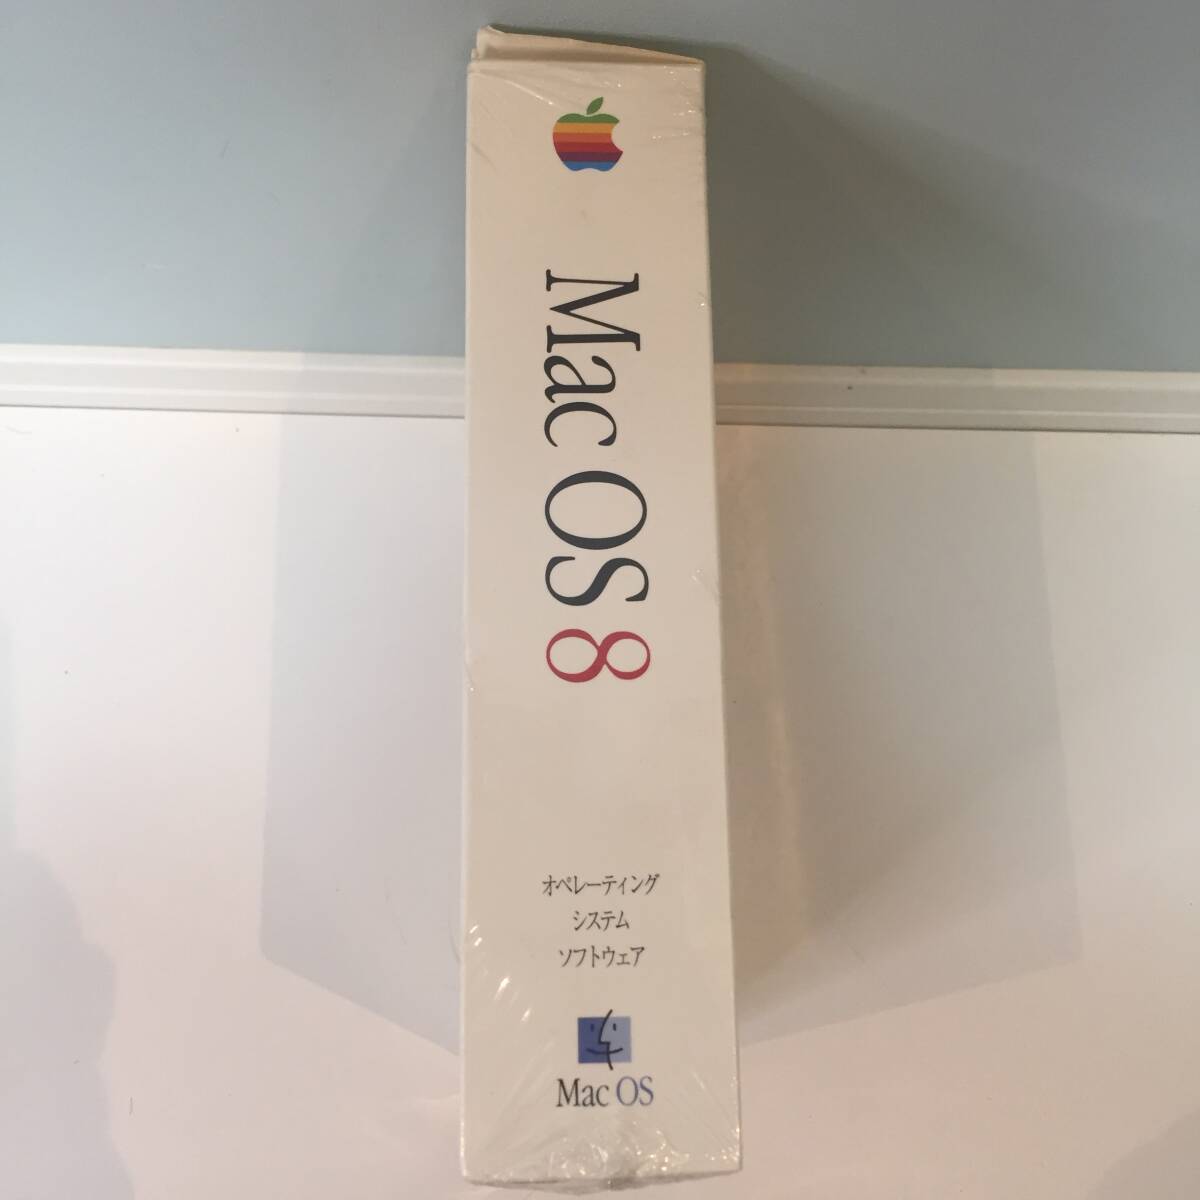 Mac OS 8
オペレーティング
システム
ソフトウェア
Mac OS